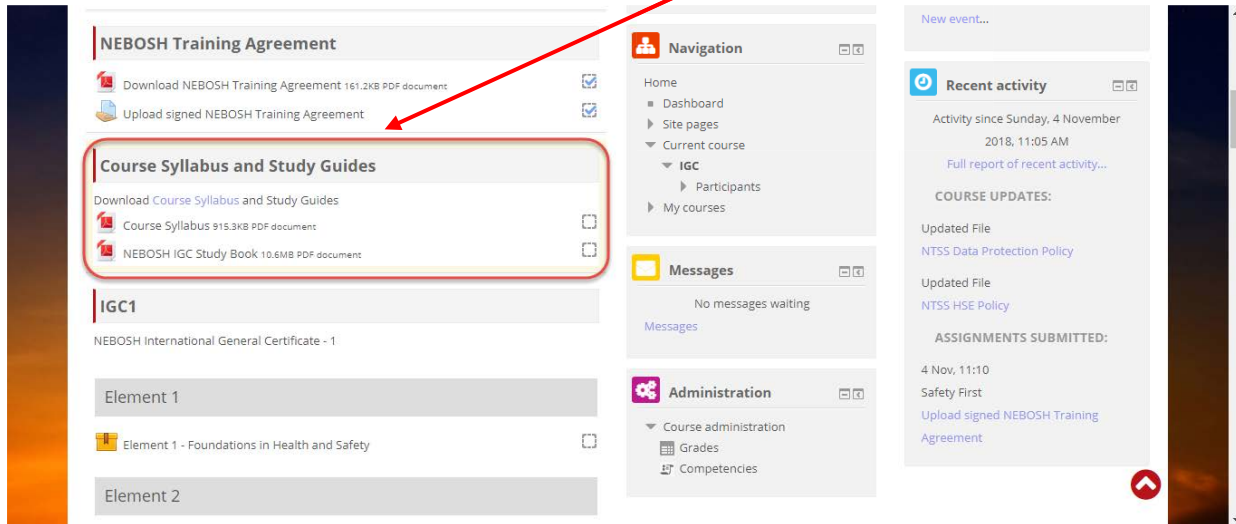 NEBOSH Training Agreement
Download NEBOSH Training Agreement 161.2KB PDF document
Upload signed NEBOSH Training Agreement
Course Syllabus and Study Guides
Download Course Syllabus and Study Guides
Course Syllabus 915.3KB PDF document
NEBOSH IGC Study Book 10.6MB PDF document
IGC1
NEBOSH International General Certificate - 1
Element 1
Element 1 - Foundations in Health and Safety
Element 2
Navigation
Home
Dashboard
Site pages
Current course
IGC
Participants
My courses
Messages
No messages waiting
Messages
Administration
Course administration
Grades
Competencies
New event...
Recent activity
Activity since Sunday, 4 November
2018, 11:05 AM
Full report of recent activity...
COURSE UPDATES:
Updated File
NTSS Data Protection Policy
Updated File
NTSS HSE Policy
ASSIGNMENTS SUBMITTED:
4 Nov, 11:10
Safety First
Upload signed NEBOSH Training
Agreement